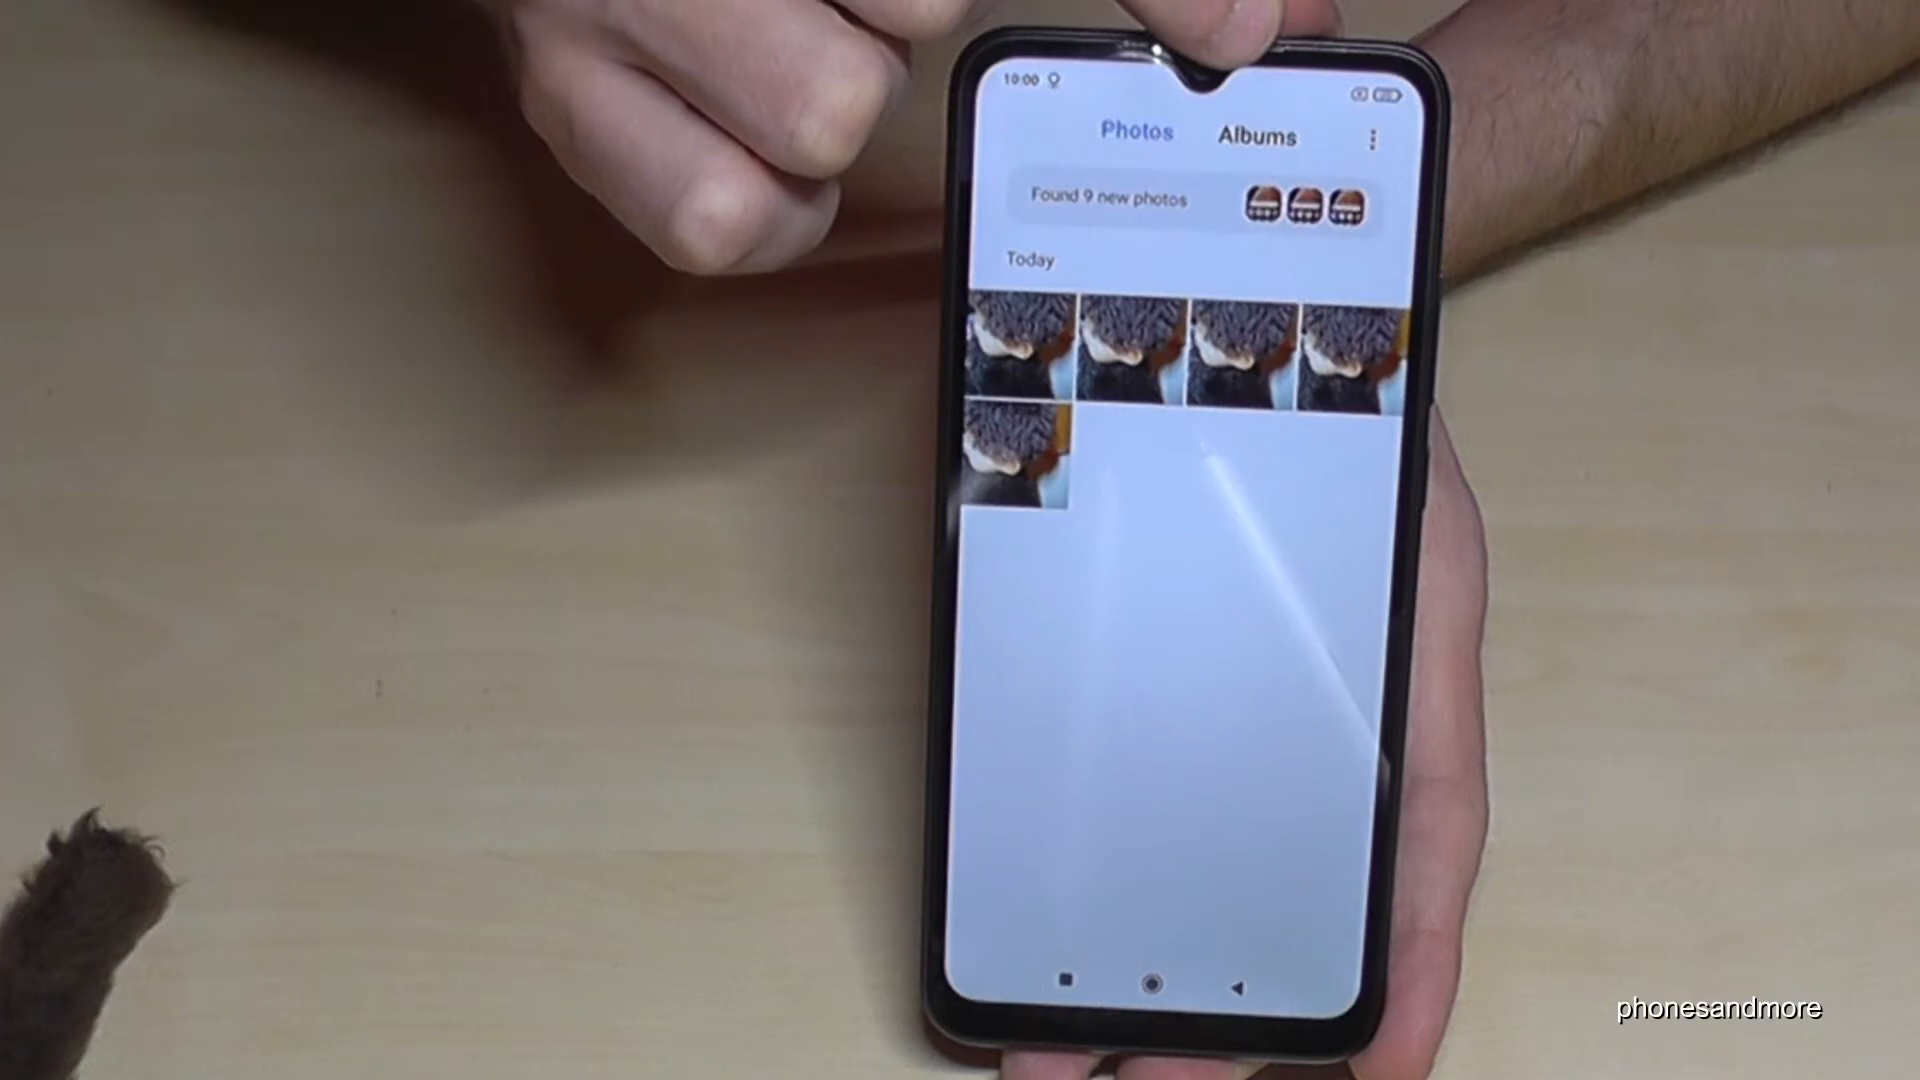 10:00
Photos Albums
Found 9 new photos
Today
phonesandmore